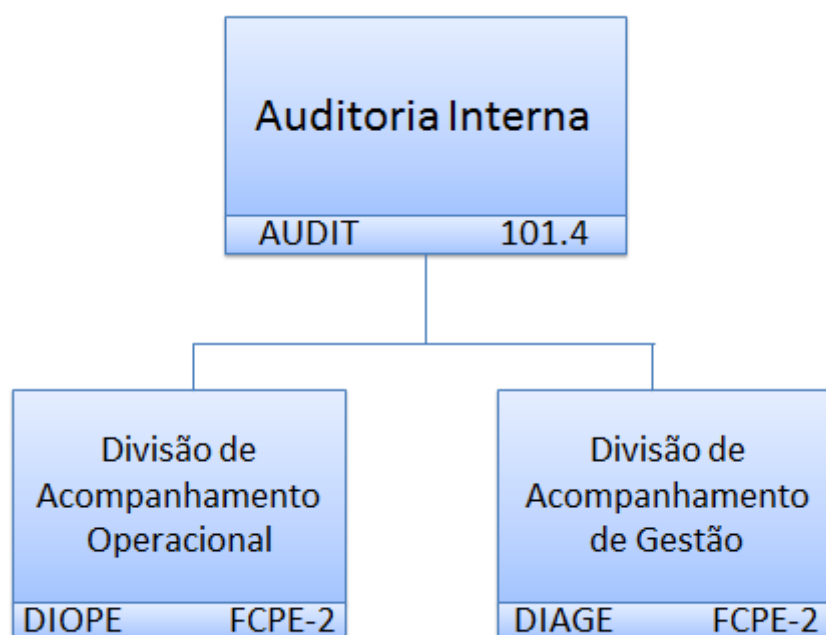 Auditoria Interna
AUDIT 101.4
Divisão de
Acompanhamento
Operacional
DIOPE FCPE-2
Divisão de
Acompanhamento
de Gestão
DIAGE FCPE-2